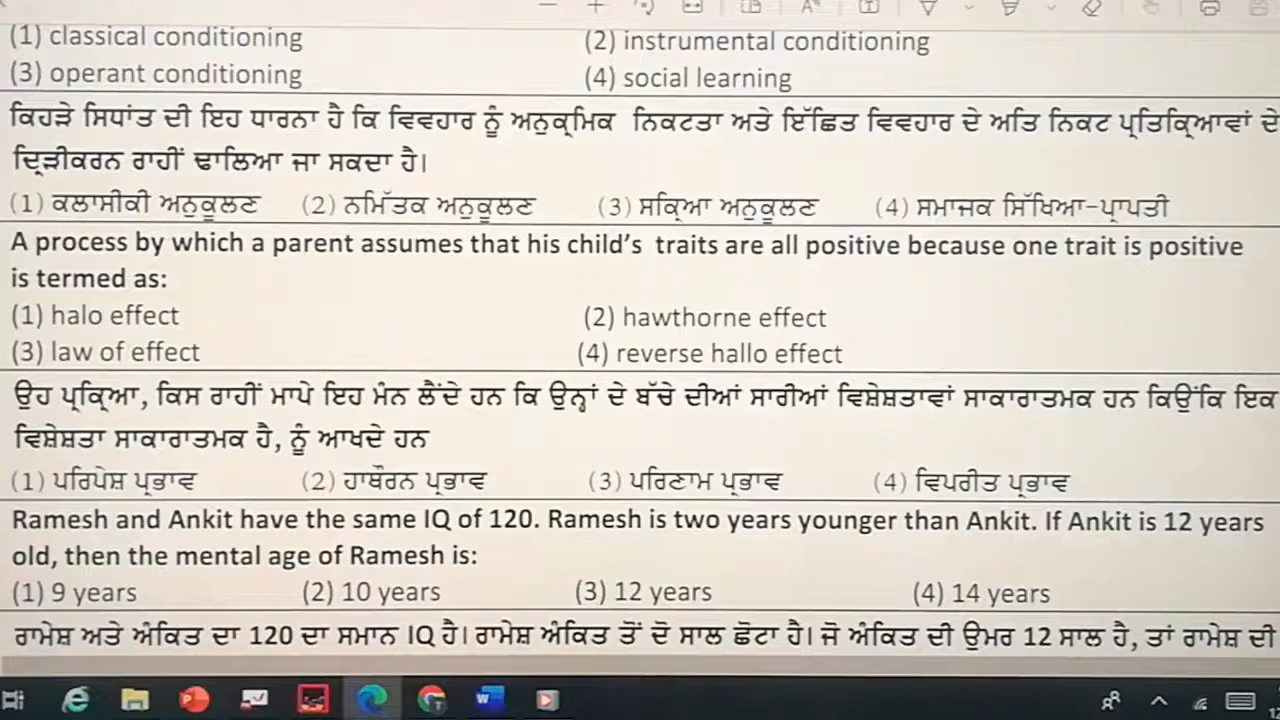 (1) classical conditioning (2) instrumental conditioning
(3) operant conditioning (4) social learning
ਕਿਹੜੇ ਸਿਧਾਂਤ ਦੀ ਇਹ ਧਾਰਨਾ ਹੈ ਕਿ ਵਿਵਹਾਰ ਨੂੰ ਅਨੁਕ੍ਰਮਿਕ ਨਿਕਟਤਾ ਅਤੇ ਇੱਛਿਤ ਵਿਵਹਾਰ ਦੇ ਅਤਿ ਨਿਕਟ ਪ੍ਰਤਿਕ੍ਰਿਆਵਾਂ ਦੇ
ਦ੍ਰਿੜੀਕਰਨ ਰਾਹੀਂ ਢਾਲਿਆ ਜਾ ਸਕਦਾ ਹੈ।
(1) ਕਲਾਸੀਕੀ ਅਨੁਕੂਲਣ (2) ਨਮਿੱਤਕ ਅਨੁਕੂਲਣ (3) ਸਕ੍ਰਿਆ ਅਨੁਕੂਲਣ (4) ਸਮਾਜਕ ਸਿੱਖਿਆ-ਪ੍ਰਾਪਤੀ
A process by which a parent assumes that his child's traits are all positive because one trait is positive
is termed as:
(1) halo effect (2) hawthorne effect
(3) law of effect (4) reverse hallo effect
ਉਹ ਪ੍ਰਕ੍ਰਿਆ, ਕਿਸ ਰਾਹੀਂ ਮਾਪੇ ਇਹ ਮੰਨ ਲੈਂਦੇ ਹਨ ਕਿ ਉਨ੍ਹਾਂ ਦੇ ਬੱਚੇ ਦੀਆਂ ਸਾਰੀਆਂ ਵਿਸ਼ੇਸ਼ਤਾਵਾਂ ਸਾਕਾਰਾਤਮਕ ਹਨ ਕਿਉਂਕਿ ਇਕ
ਵਿਸ਼ੇਸ਼ਤਾ ਸਾਕਾਰਾਤਮਕ ਹੈ, ਨੂੰ ਆਖਦੇ ਹਨ
(1) ਪਰਿਪੇਸ਼ ਪ੍ਰਭਾਵ (2) ਹਾਥੌਰਨ ਪ੍ਰਭਾਵ (3) ਪਰਿਣਾਮ ਪ੍ਰਭਾਵ (4) ਵਿਪਰੀਤ ਪ੍ਰਭਾਵ
Ramesh and Ankit have the same IQ of 120. Ramesh is two years younger than Ankit. If Ankit is 12 years
old, then the mental age of Ramesh is:
(1) 9 years (2) 10 years (3) 12 years (4) 14 years
ਰਾਮੇਸ਼ ਅਤੇ ਅੰਕਿਤ ਦਾ 120 ਦਾ ਸਮਾਨ IQ ਹੈ। ਰਾਮੇਸ਼ ਅੰਕਿਤ ਤੋਂ ਦੋ ਸਾਲ ਛੋਟਾ ਹੈ। ਜੋ ਅੰਕਿਤ ਦੀ ਉਮਰ 12 ਸਾਲ ਹੈ, ਤਾਂ ਰਾਮੇਸ਼ ਦੀ